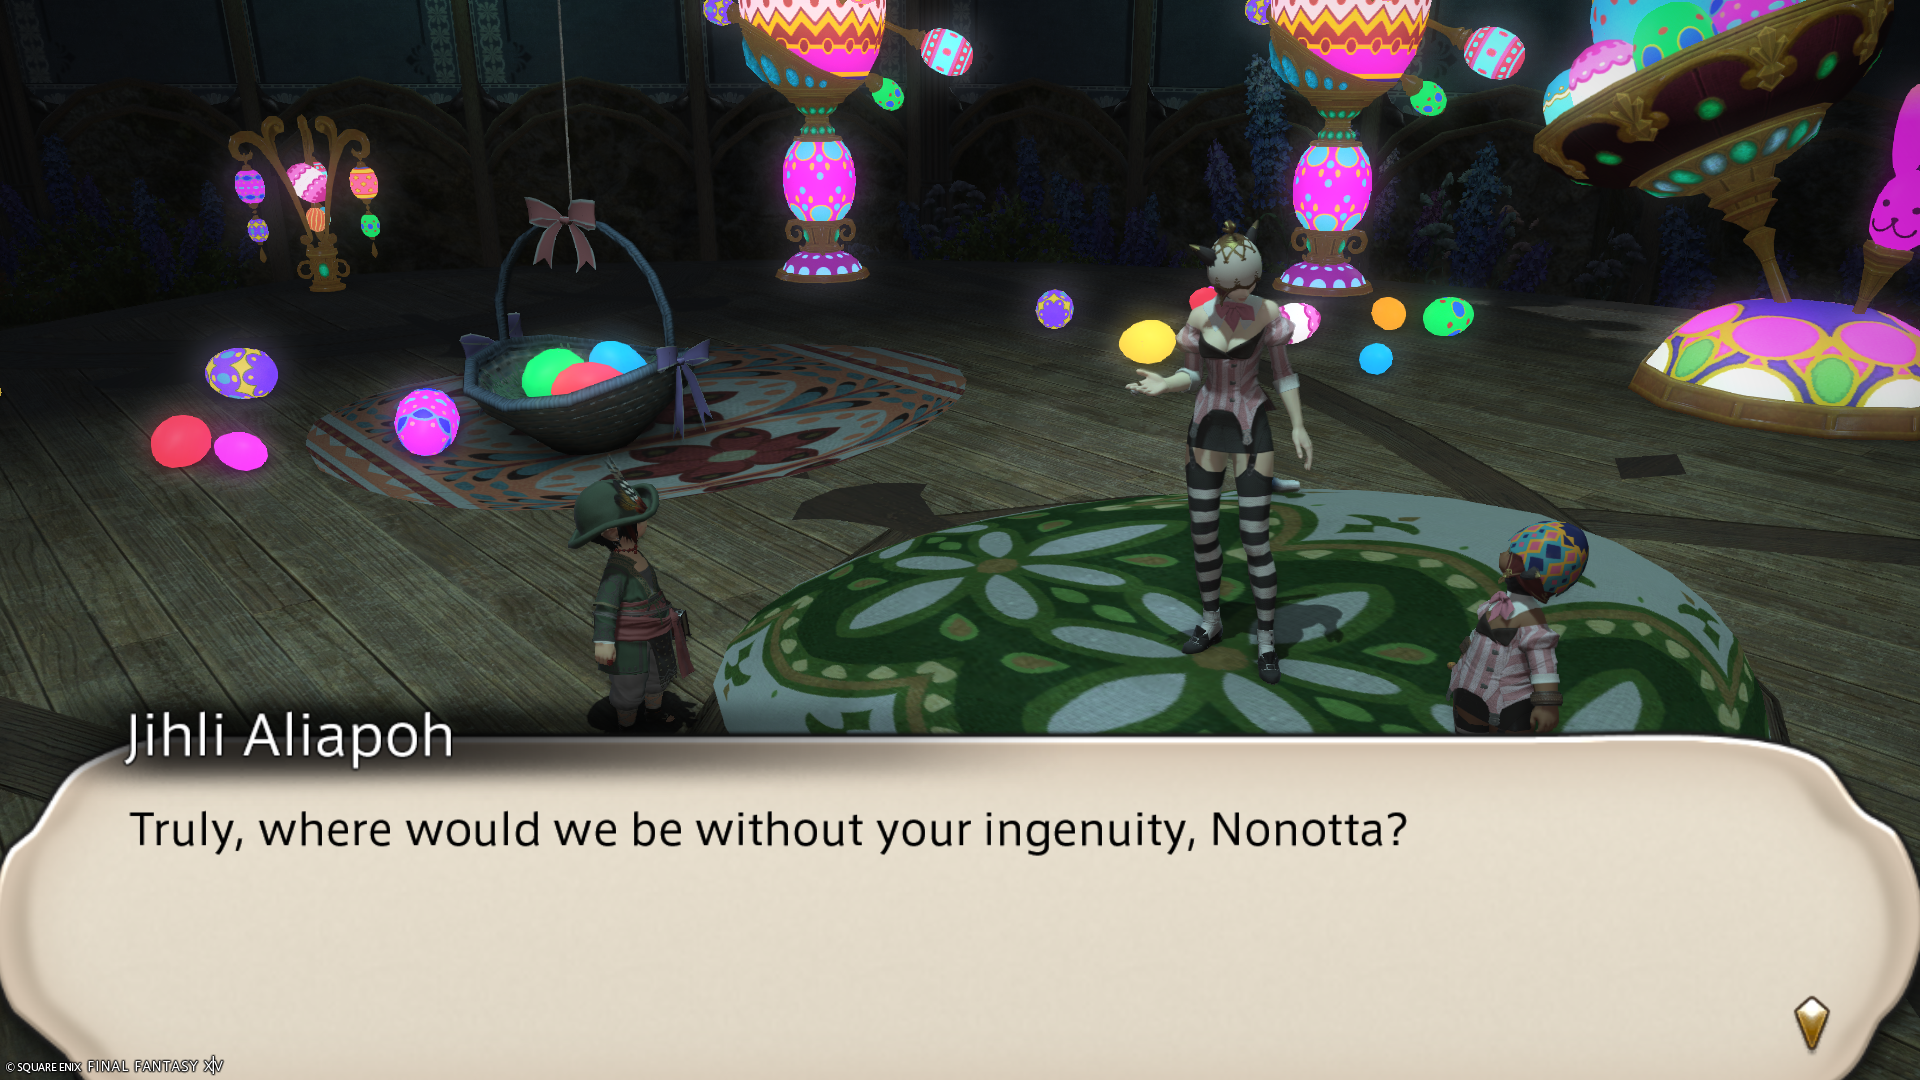 Jihli Aliapoh
Truly, where would we be without your ingenuity, Nonotta?
© SQUARE ENIX FINAL FANTASY XIV